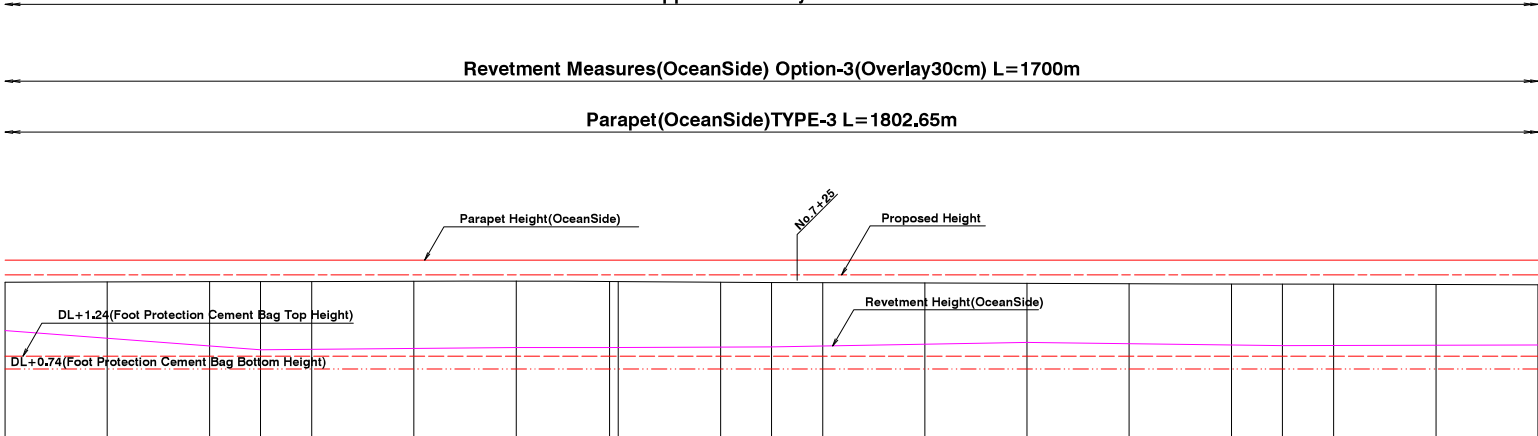 Revetment Measures(OceanSide) Option-3(Overlay30cm) L=1700m
Parapet(OceanSide)TYPE-3 L=1802.65m
No.7+25
Parapet Height(OceanSide)
Proposed Height
Revetment Height(OceanSide)
DL+1.24(Foot Protection Cement Bag Top Height)
DL+0.74(Foot Protection Cement Bag Bottom Height)